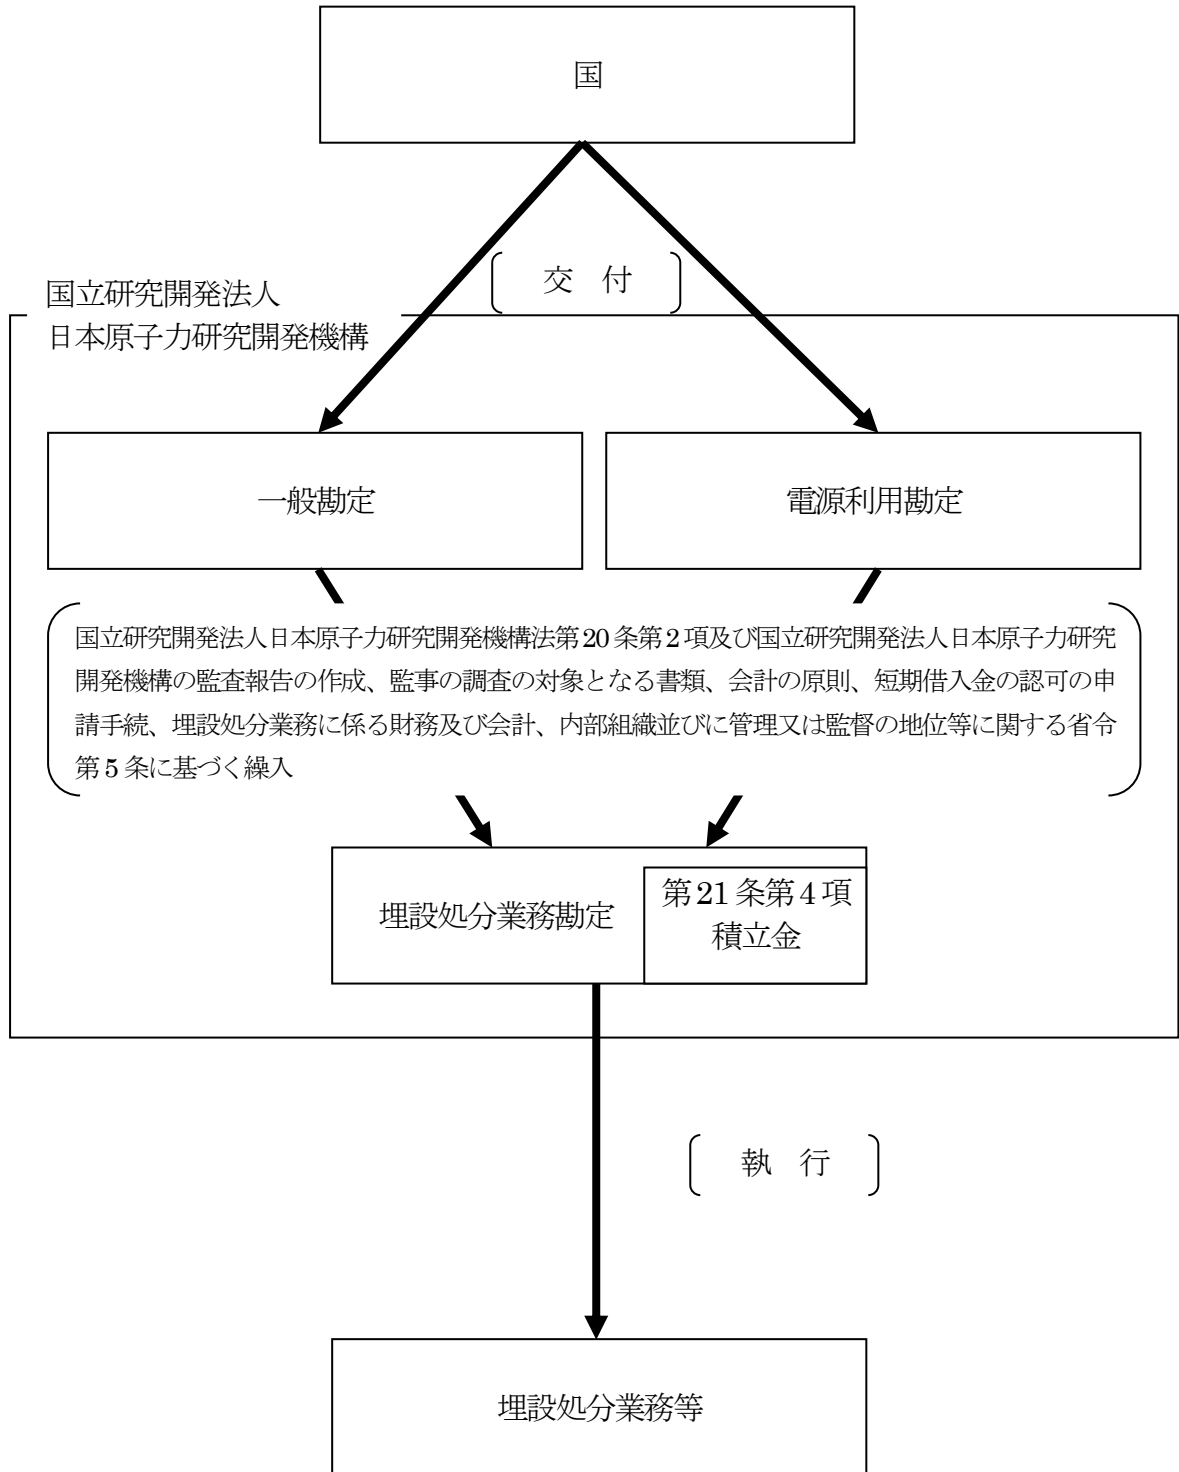 国
交 付
国立研究開発法人
日本原子力研究開発機構
一般勘定
電源利用勘定
国立研究開発法人日本原子力研究開発機構法第20条第2項及び国立研究開発法人日本原子力研究
開発機構の監査報告の作成、監事の調査の対象となる書類、会計の原則、短期借入金の認可の申
請手続、埋設処分業務に係る財務及び会計、内部組織並びに管理又は監督の地位等に関する省令
第5条に基づく繰入
埋設処分業務勘定
第21条第4項
積立金
執 行
埋設処分業務等